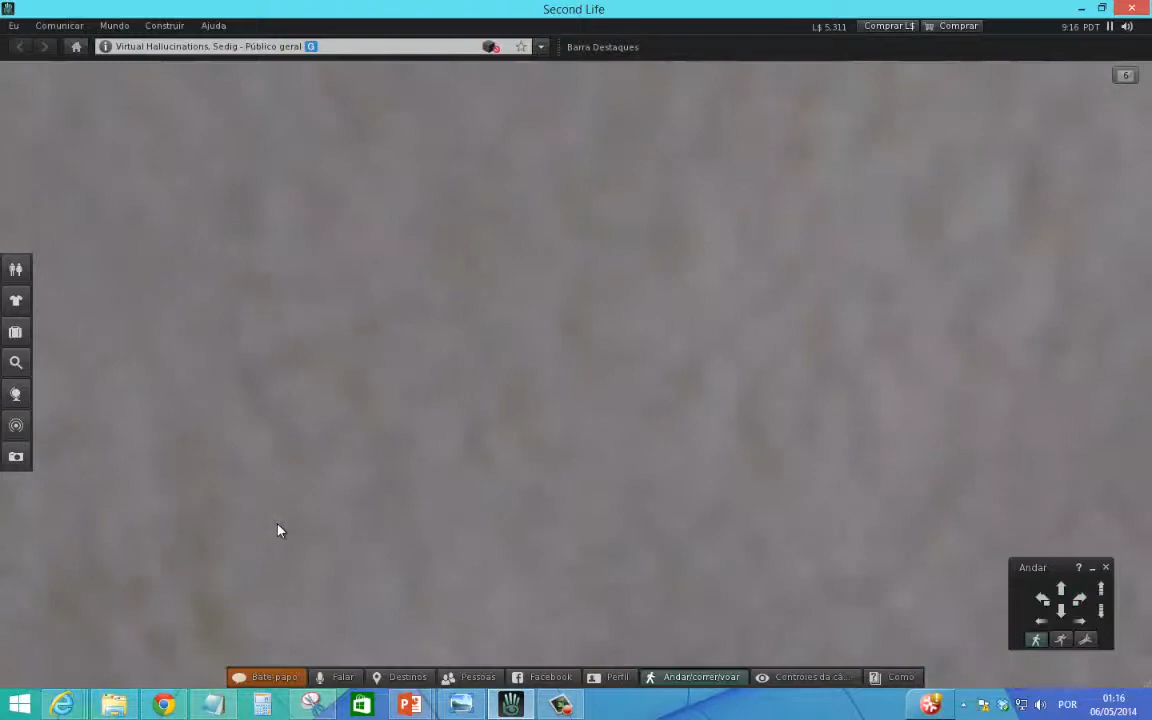 Second Life
Eu Comunicar Mundo Construir Ajuda L$ 5.311 Comprar L$ Comprar 9:16 PDT
Virtual Hallucinations, Sedig - Público geral G Barra Destaques
6
Andar ?
Bate-papo Falar Destinos Pessoas Facebook Perfil Andar/correr/voar Controles da câ... Como
POR 01:16
06/05/2014